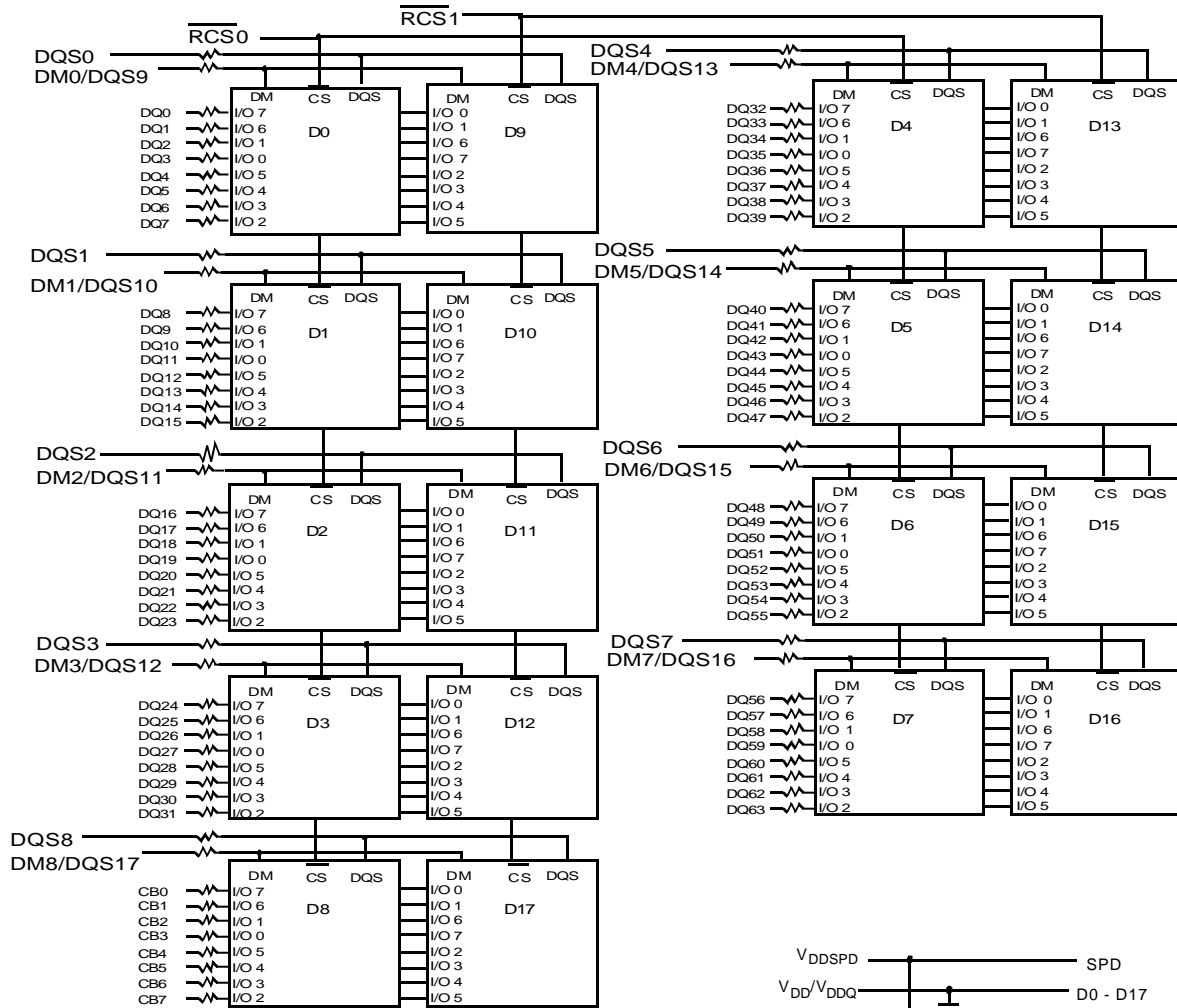 RCS1
RCS0
DQS0
DM0/DQS9
DM CS DQS DM CS DQS
D0 D9
DQ0 I/O 7 I/O 0
DQ1 I/O 6 I/O 1
DQ2 I/O 1 I/O 6
DQ3 I/O 0 I/O 7
DQ4 I/O 5 I/O 2
DQ5 I/O 4 I/O 3
DQ6 I/O 3 I/O 4
DQ7 I/O 2 I/O 5
DQS1
DM1/DQS10
DM CS DQS DM CS DQS
D1 D10
DQ8 I/O 7 I/O 0
DQ9 I/O 6 I/O 1
DQ10 I/O 1 I/O 6
DQ11 I/O 0 I/O 7
DQ12 I/O 5 I/O 2
DQ13 I/O 4 I/O 3
DQ14 I/O 3 I/O 4
DQ15 I/O 2 I/O 5
DQS2
DM2/DQS11
DM CS DQS DM CS DQS
D2 D11
DQ16 I/O 7 I/O 0
DQ17 I/O 6 I/O 1
DQ18 I/O 1 I/O 6
DQ19 I/O 0 I/O 7
DQ20 I/O 5 I/O 2
DQ21 I/O 4 I/O 3
DQ22 I/O 3 I/O 4
DQ23 I/O 2 I/O 5
DQS3
DM3/DQS12
DM CS DQS DM CS DQS
D3 D12
DQ24 I/O 7 I/O 0
DQ25 I/O 6 I/O 1
DQ26 I/O 1 I/O 6
DQ27 I/O 0 I/O 7
DQ28 I/O 5 I/O 2
DQ29 I/O 4 I/O 3
DQ30 I/O 3 I/O 4
DQ31 I/O 2 I/O 5
DQS8
DM8/DQS17
DM CS DQS DM CS DQS
D8 D17
CB0 I/O 7 I/O 0
CB1 I/O 6 I/O 1
CB2 I/O 1 I/O 6
CB3 I/O 0 I/O 7
CB4 I/O 5 I/O 2
CB5 I/O 4 I/O 3
CB6 I/O 3 I/O 4
CB7 I/O 2 I/O 5
DQS4
DM4/DQS13
DM CS DQS DM CS DQS
D4 D13
DQ32 I/O 7 I/O 0
DQ33 I/O 6 I/O 1
DQ34 I/O 1 I/O 6
DQ35 I/O 0 I/O 7
DQ36 I/O 5 I/O 2
DQ37 I/O 4 I/O 3
DQ38 I/O 3 I/O 4
DQ39 I/O 2 I/O 5
DQS5
DM5/DQS14
DM CS DQS DM CS DQS
D5 D14
DQ40 I/O 7 I/O 0
DQ41 I/O 6 I/O 1
DQ42 I/O 1 I/O 6
DQ43 I/O 0 I/O 7
DQ44 I/O 5 I/O 2
DQ45 I/O 4 I/O 3
DQ46 I/O 3 I/O 4
DQ47 I/O 2 I/O 5
DQS6
DM6/DQS15
DM CS DQS DM CS DQS
D6 D15
DQ48 I/O 7 I/O 0
DQ49 I/O 6 I/O 1
DQ50 I/O 1 I/O 6
DQ51 I/O 0 I/O 7
DQ52 I/O 5 I/O 2
DQ53 I/O 4 I/O 3
DQ54 I/O 3 I/O 4
DQ55 I/O 2 I/O 5
DQS7
DM7/DQS16
DM CS DQS DM CS DQS
D7 D16
DQ56 I/O 7 I/O 0
DQ57 I/O 6 I/O 1
DQ58 I/O 1 I/O 6
DQ59 I/O 0 I/O 7
DQ60 I/O 5 I/O 2
DQ61 I/O 4 I/O 3
DQ62 I/O 3 I/O 4
DQ63 I/O 2 I/O 5
VDDSPD SPD
VDD/VDDQ D0 - D17